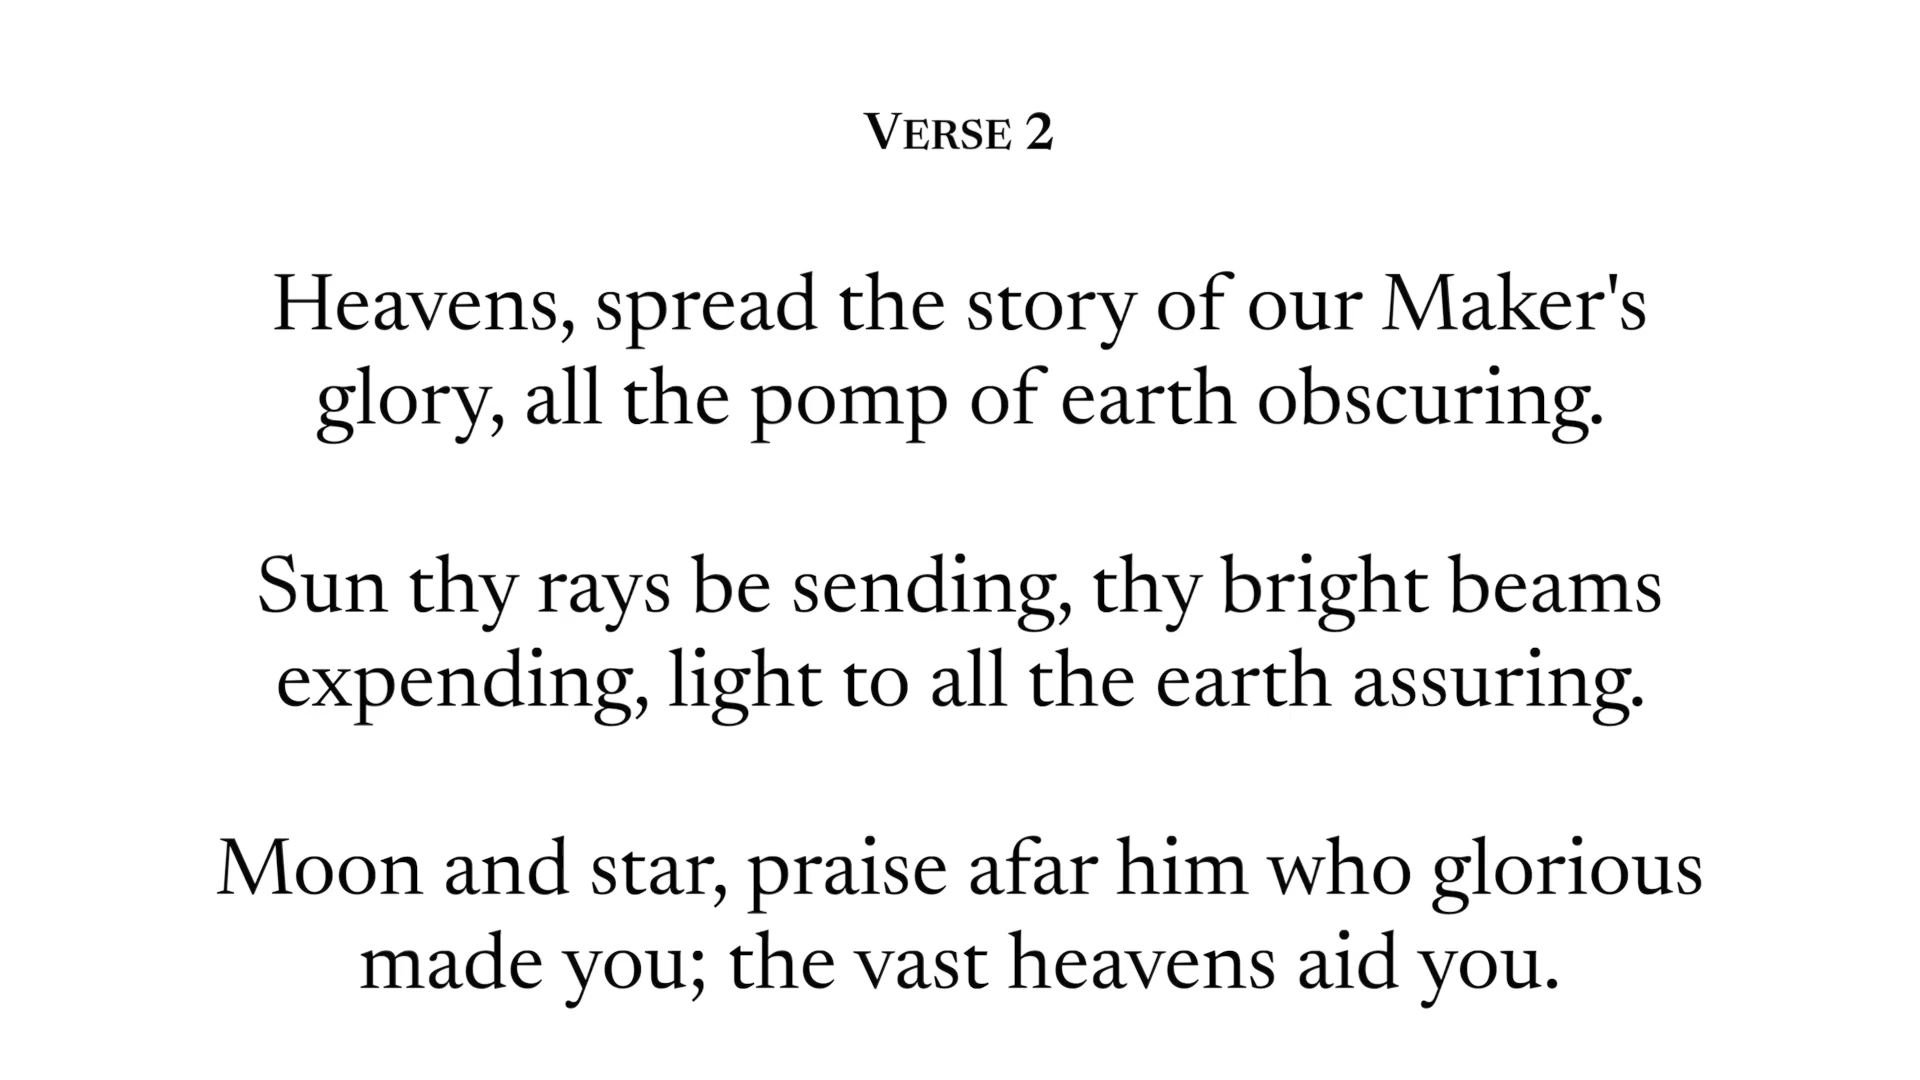 VERSE 2
Heavens, spread the story of our Maker's
glory, all the pomp of earth obscuring.
Sun thy rays be sending, thy bright beams
expending, light to all the earth assuring.
Moon and star, praise afar him who glorious
made you; the vast heavens aid you.